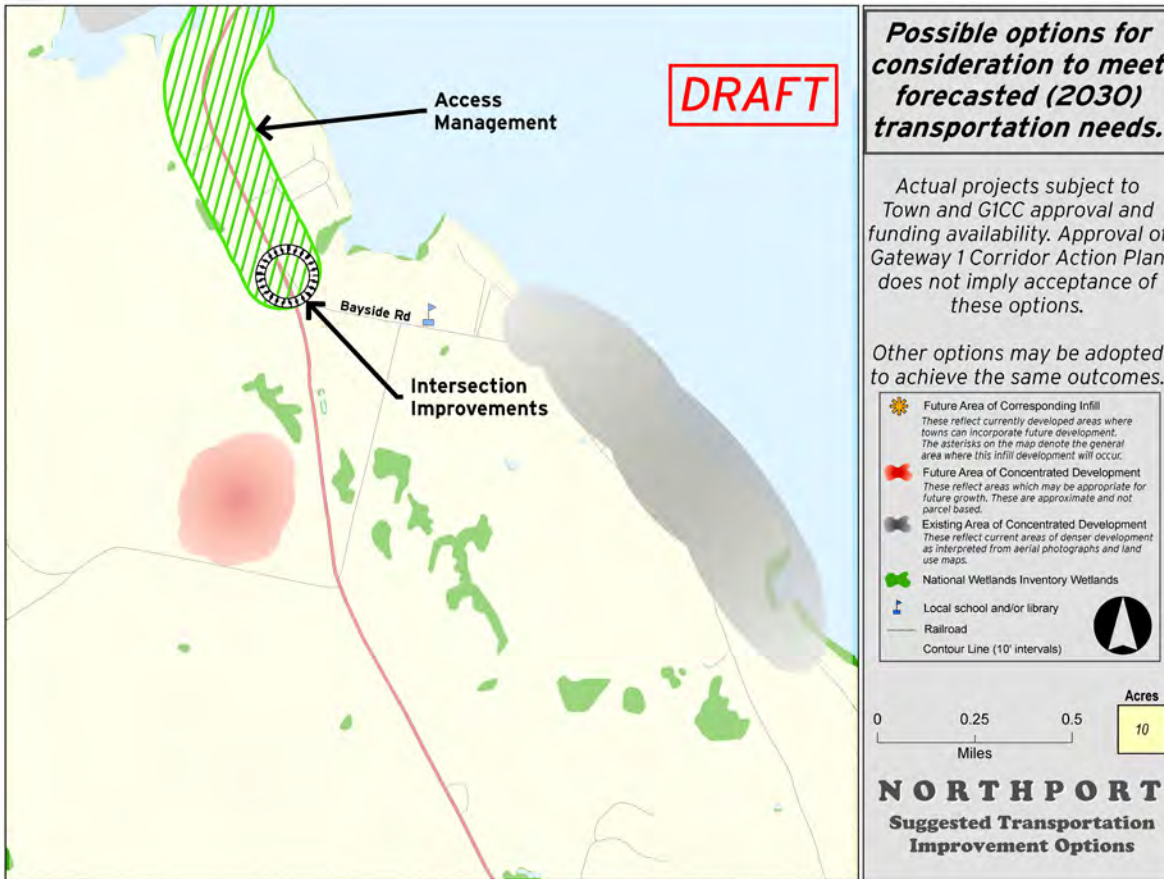 Access
Management
DRAFT
Bayside Rd
Intersection
Improvements
Possible options for
consideration to meet
forecasted (2030)
transportation needs.
Actual projects subject to
Town and G1CC approval and
funding availability. Approval of
Gateway 1 Corridor Action Plan
does not imply acceptance of
these options.
Other options may be adopted
to achieve the same outcomes.
Future Area of Corresponding Infill
These reflect currently developed areas where
towns can incorporate future development.
The asterisks on the map denote the general
area where this infill development will occur.
Future Area of Concentrated Development
These reflect areas which may be appropriate for
future growth. These are approximate and not
parcel based.
Existing Area of Concentrated Development
These reflect current areas of denser development
as interpreted from aerial photographs and land
use maps.
National Wetlands Inventory Wetlands
Local school and/or library
Railroad
Contour Line (10' intervals)
Acres
10
0 0.25 0.5
Miles
NORTHPORT
Suggested Transportation
Improvement Options